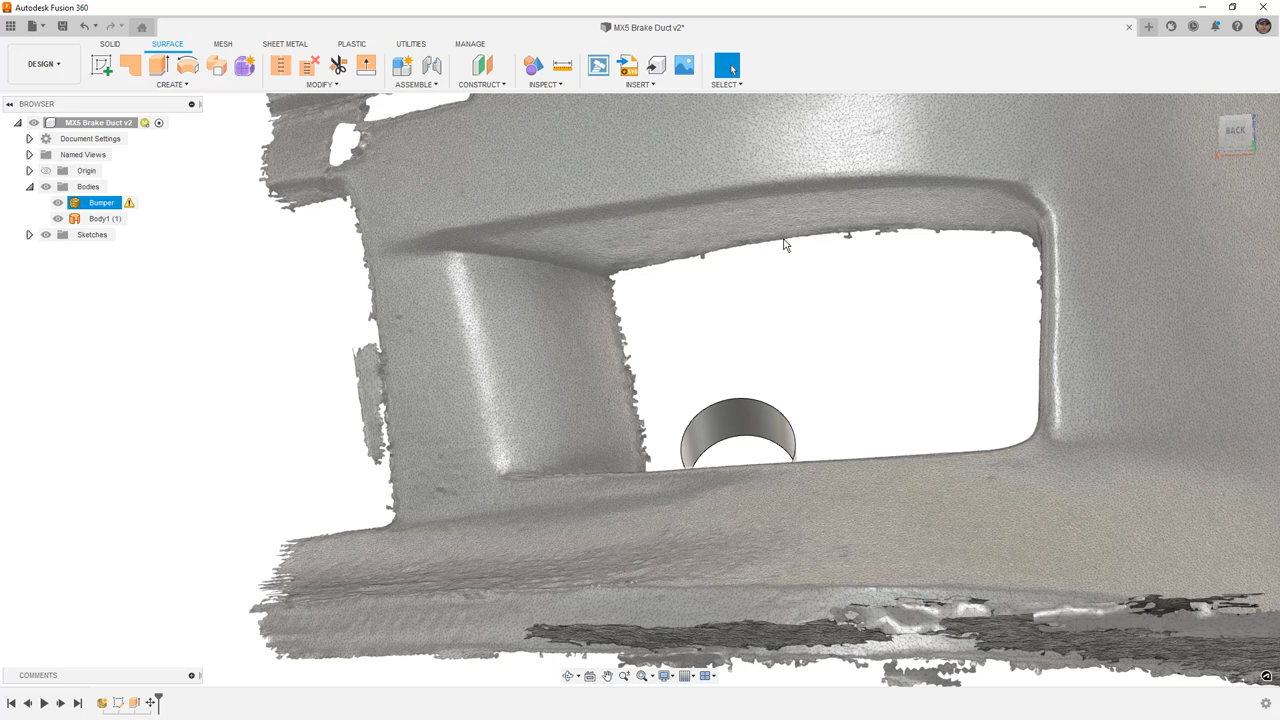 Autodesk Fusion 360
MX5 Brake Duct v2*
DESIGN
SOLID
SURFACE
MESH
SHEET METAL
PLASTIC
UTILITIES
MANAGE
CREATE
MODIFY
ASSEMBLE
CONSTRUCT
INSPECT
INSERT
SELECT
BROWSER
MX5 Brake Duct v2
Document Settings
Named Views
Origin
Bodies
Bumper
Body1 (1)
Sketches
BACK
COMMENTS